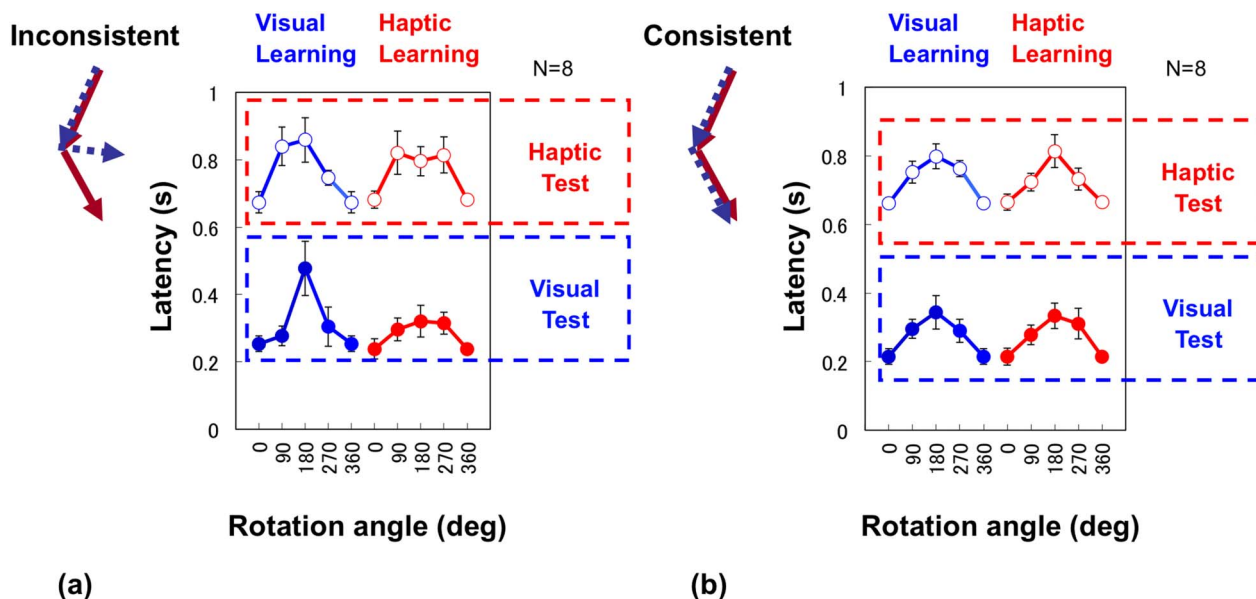 Inconsistent
Visual
Learning
Haptic
Learning
N=8
1
0.8
0.6
0.4
0.2
0
Latency (s)
Haptic
Test
Visual
Test
0 90 180 270 360 0 90 180 270 360
Rotation angle (deg)
(a)
Consistent
Visual
Learning
Haptic
Learning
N=8
1
0.8
0.6
0.4
0.2
0
Latency (s)
Haptic
Test
Visual
Test
0 90 180 270 360 0 90 180 270 360
Rotation angle (deg)
(b)